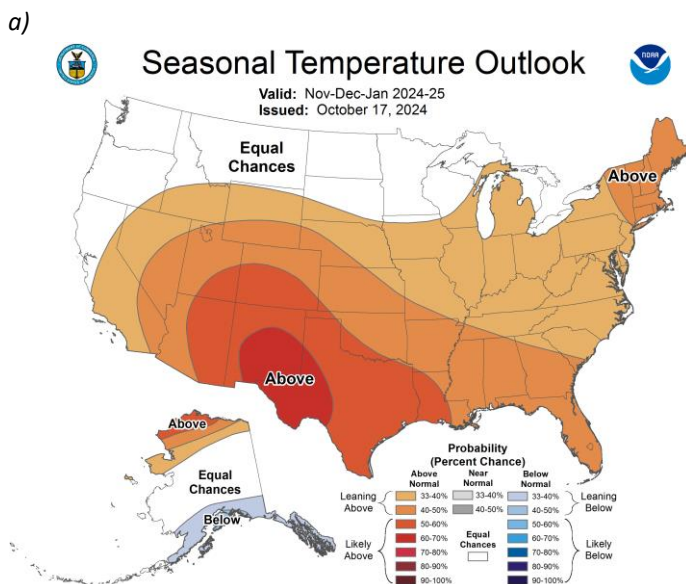 a)
Seasonal Temperature Outlook
NOAA
Valid: Nov-Dec-Jan 2024-25
Issued: October 17, 2024
Equal
Chances
Above
Above
Above
Equal
Chances
Below
Probability
(Percent Chance)
Above Normal Near Normal Below Normal
Leaning Above
33-40% 33-40% 33-40%
40-50% 40-50% 40-50%
Leaning Below
Likely Above
50-60% Equal Chances 50-60%
60-70% 60-70%
70-80% 70-80%
80-90% 80-90%
90-100% 90-100%
Likely Below